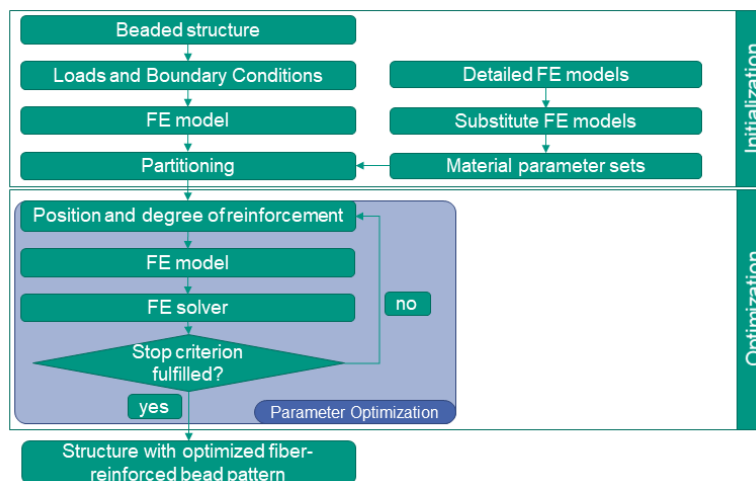 Beaded structure
Loads and Boundary Conditions
FE model
Partitioning
Detailed FE models
Substitute FE models
Material parameter sets
Initialization
Position and degree of reinforcement
FE model
FE solver
no
Stop criterion
fulfilled?
yes
Parameter Optimization
Optimization
Structure with optimized fiber-
reinforced bead pattern